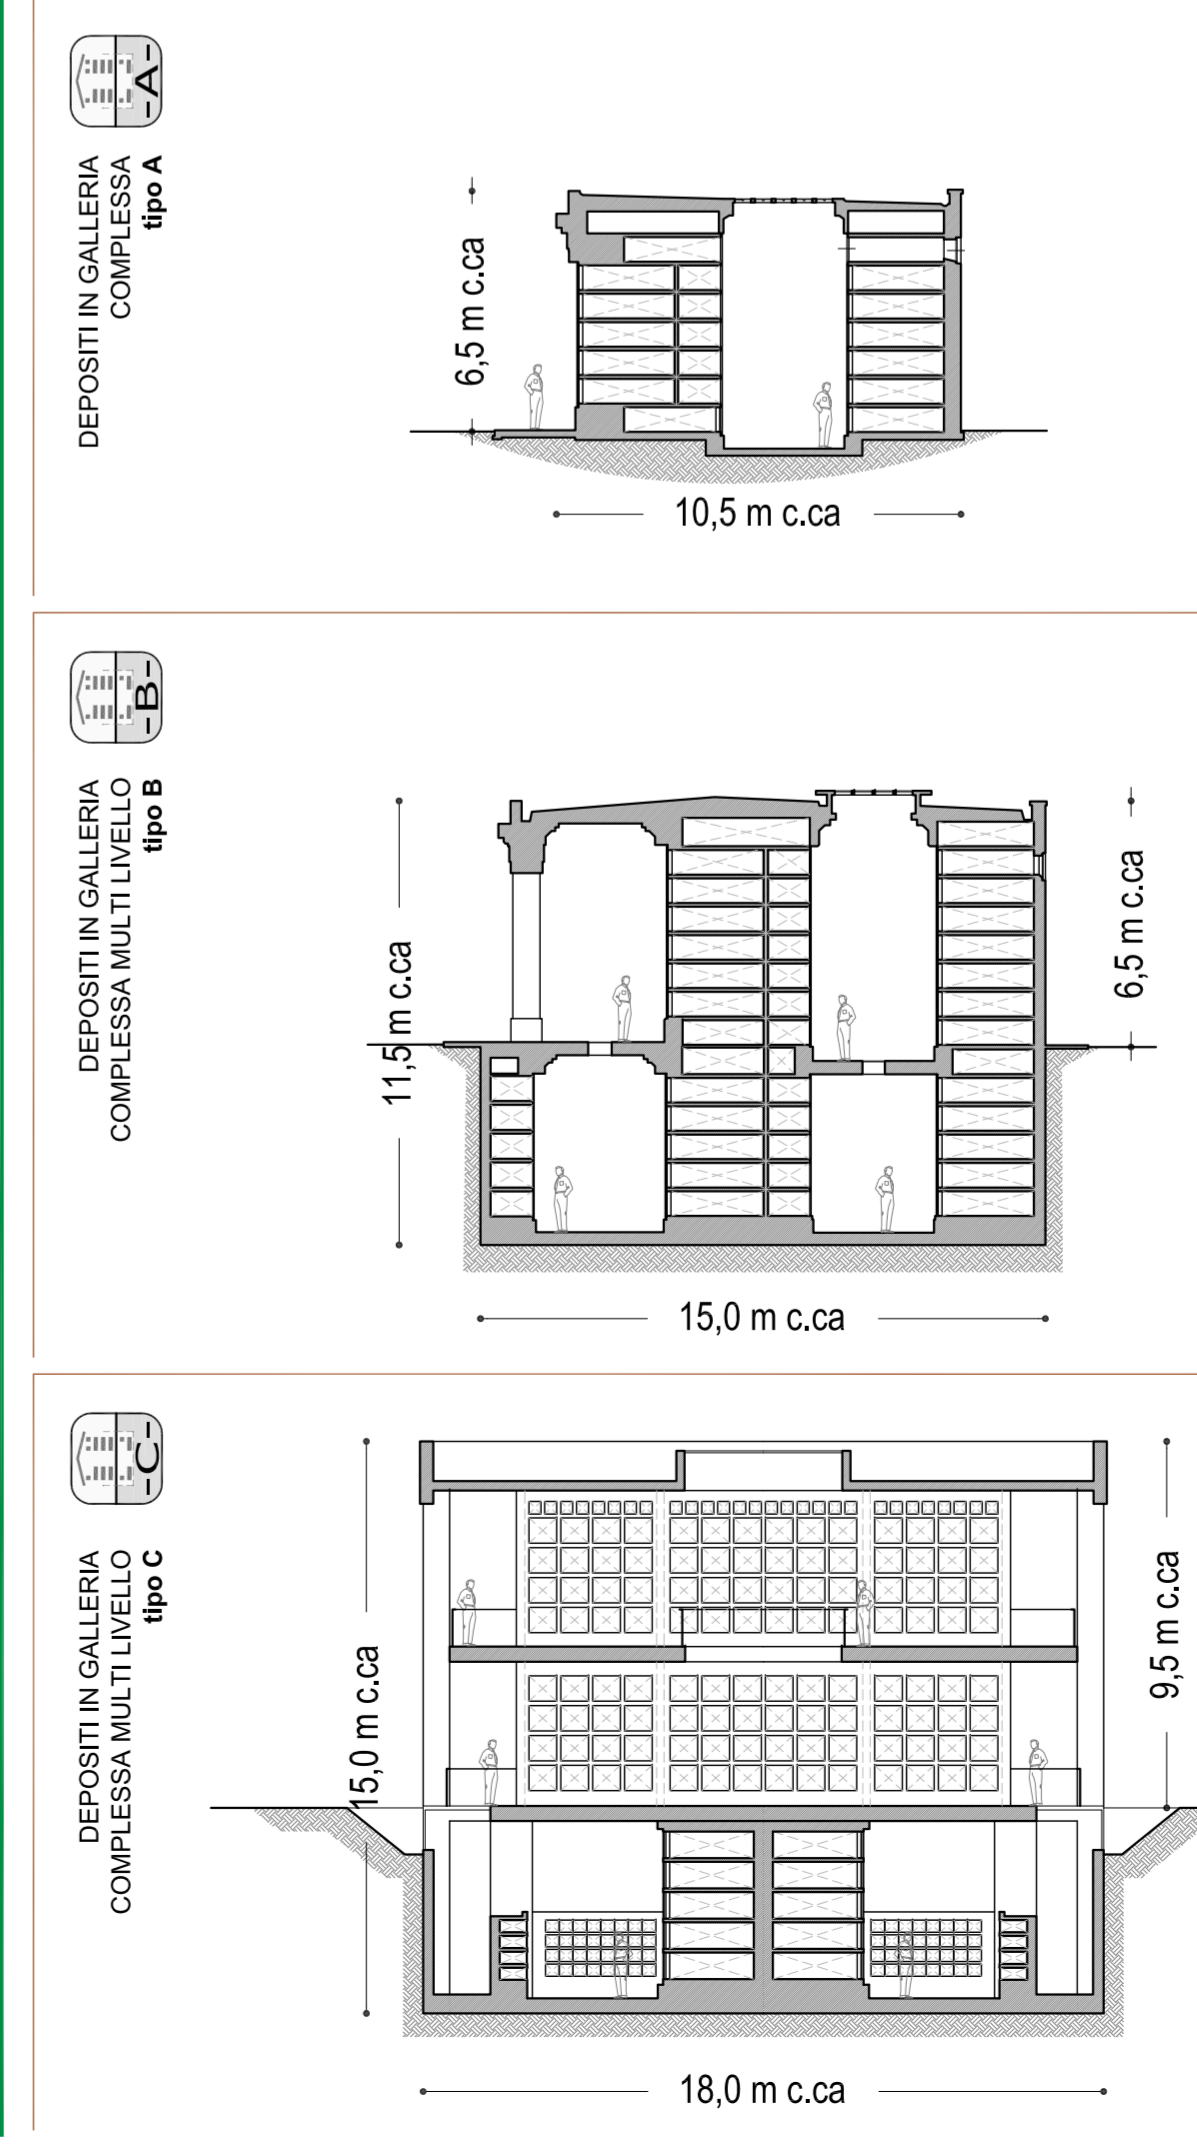 -A-
DEPOSITI IN GALLERIA
COMPLESSA
tipo A
6,5 m c.ca
10,5 m c.ca
-B-
DEPOSITI IN GALLERIA
COMPLESSA MULTI LIVELLO
tipo B
11,5 m c.ca
6,5 m c.ca
15,0 m c.ca
-C-
DEPOSITI IN GALLERIA
COMPLESSA MULTI LIVELLO
tipo C
15,0 m c.ca
9,5 m c.ca
18,0 m c.ca